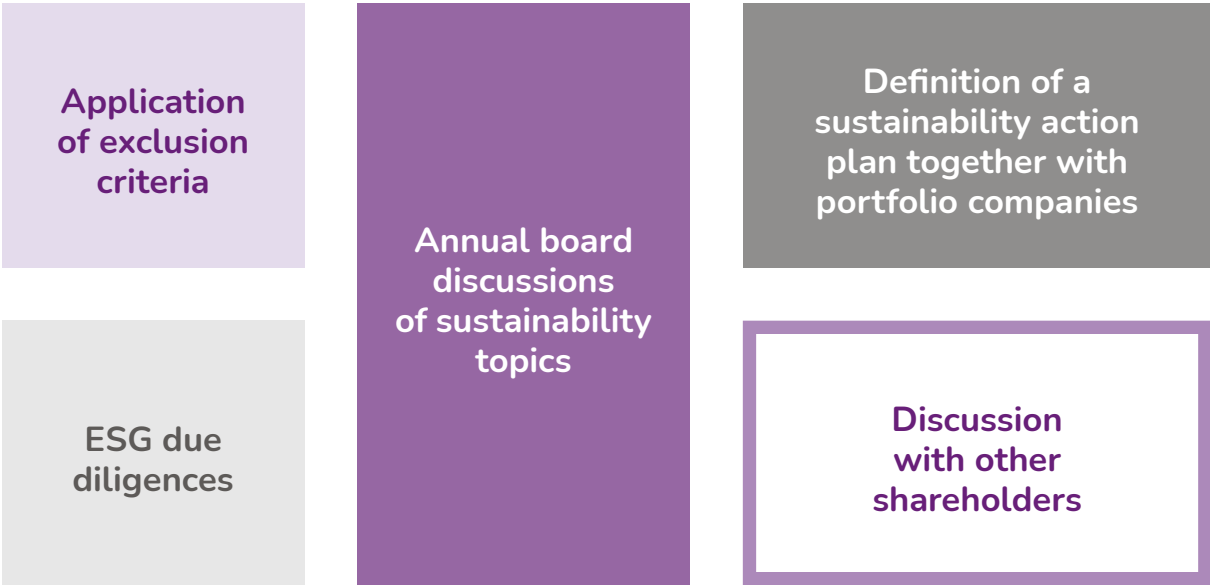 Application
of exclusion
criteria
ESG due
diligences
Annual board
discussions
of sustainability
topics
Definition of a
sustainability action
plan together with
portfolio companies
Discussion
with other
shareholders